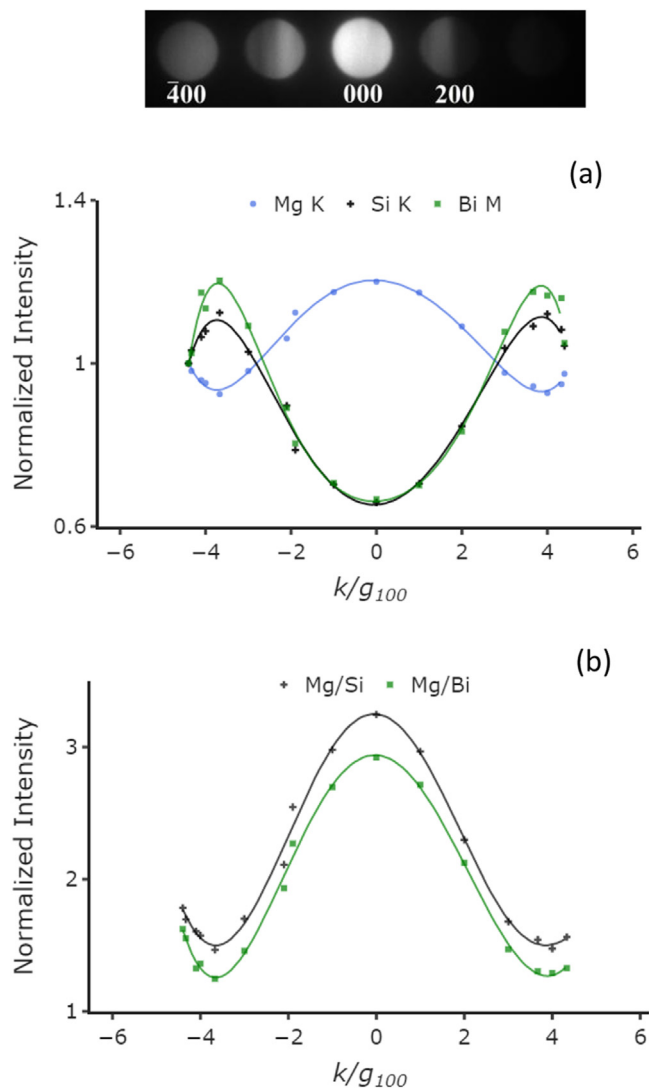 4̅00 000 200
(a)
Mg K Si K Bi M
1.4
1
0.6
Normalized Intensity
−6 −4 −2 0 2 4 6
k/g100
(b)
Mg/Si Mg/Bi
3
2
1
Normalized Intensity
−6 −4 −2 0 2 4 6
k/g100